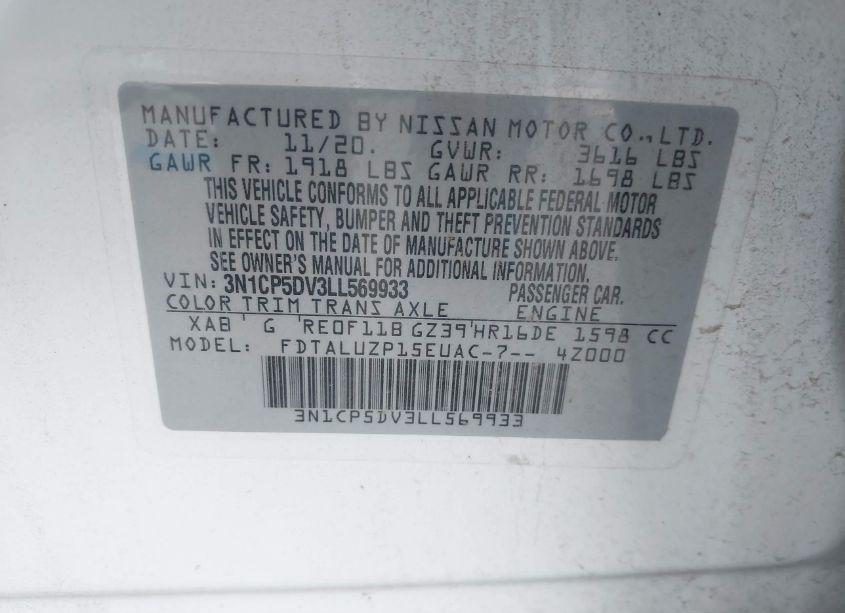 MANUFACTURED BY NISSAN MOTOR CO., LTD.
DATE: 11/20. GVWR: 3616 LBS
GAWR FR: 1918 LBS GAWR RR: 1698 LBS
THIS VEHICLE CONFORMS TO ALL APPLICABLE FEDERAL MOTOR
VEHICLE SAFETY, BUMPER AND THEFT PREVENTION STANDARDS
IN EFFECT ON THE DATE OF MANUFACTURE SHOWN ABOVE.
SEE OWNER'S MANUAL FOR ADDITIONAL INFORMATION.
VIN: 3N1CP5DV3LL569933 PASSENGER CAR.
COLOR TRIM TRANS AXLE ENGINE
XAB G RE0F11B GZ39 HR16DE 1598 CC
MODEL: FDTALUZP15EUAC-7-- 4Z000
3N1CP5DV3LL569933